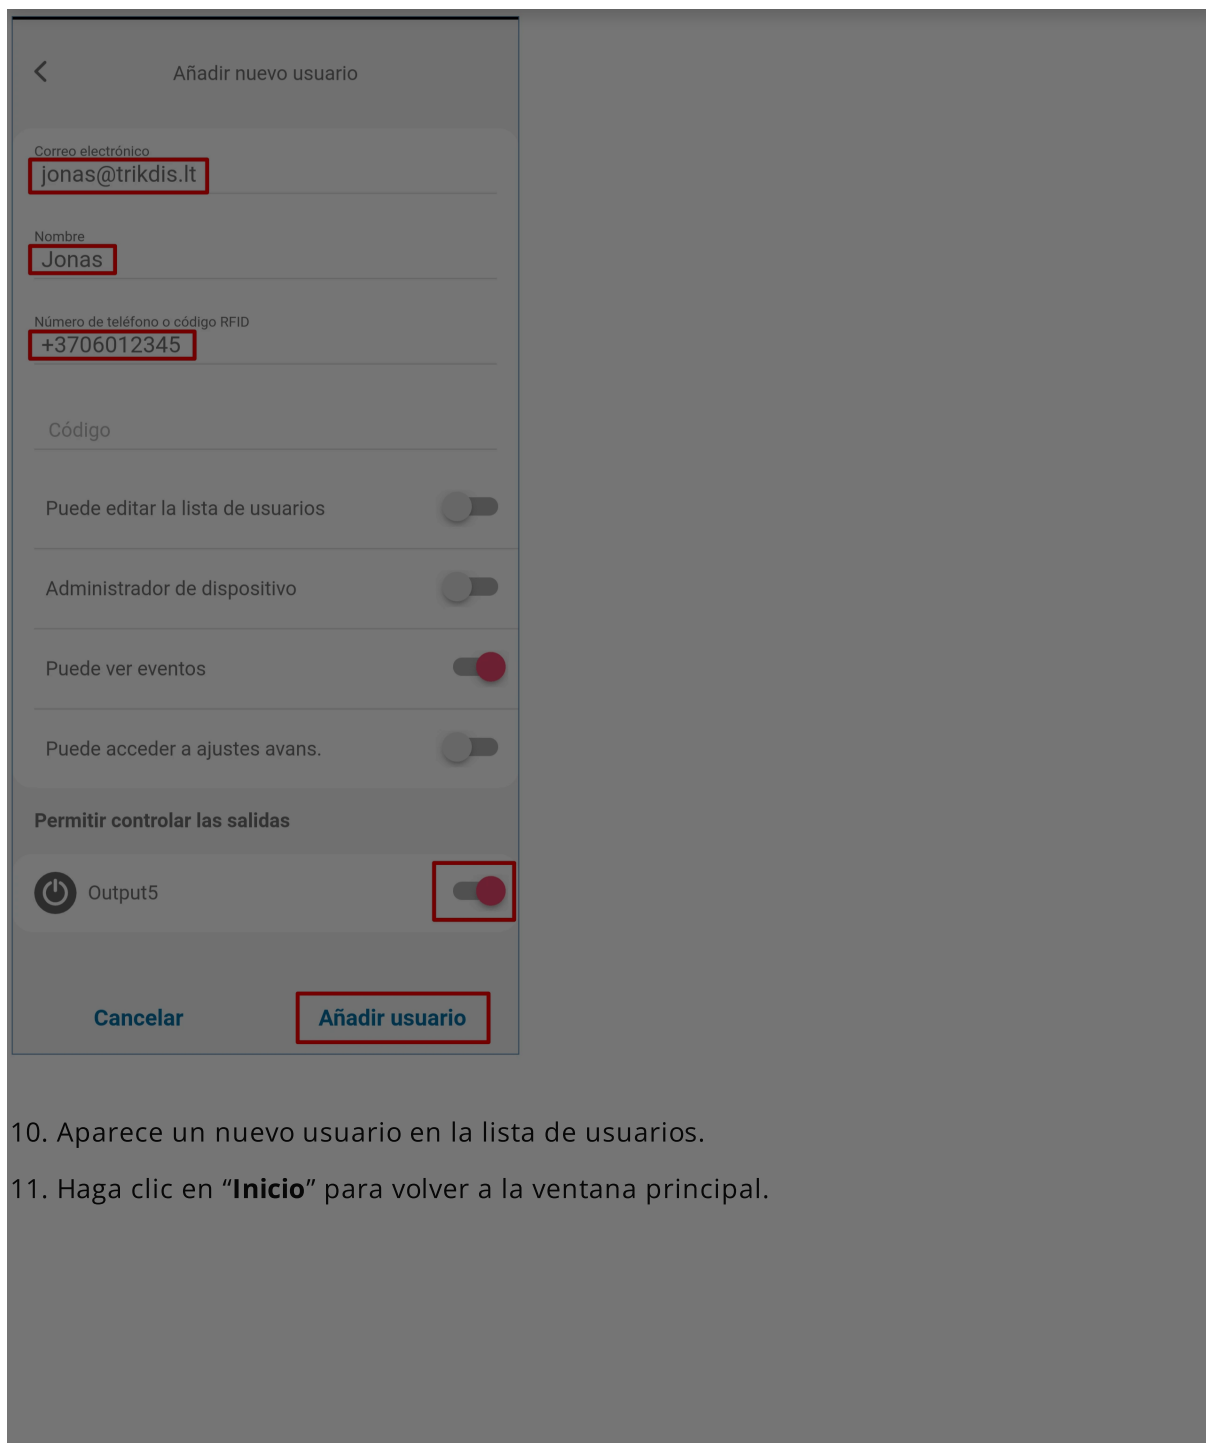 Añadir nuevo usuario
Correo electrónico
jonas@trikdis.lt
Nombre
Jonas
Número de teléfono o código RFID
+3706012345
Código
Puede editar la lista de usuarios
Administrador de dispositivo
Puede ver eventos
Puede acceder a ajustes avans.
Permitir controlar las salidas
Output5
Cancelar Añadir usuario
10. Aparece un nuevo usuario en la lista de usuarios.
11. Haga clic en “Inicio” para volver a la ventana principal.